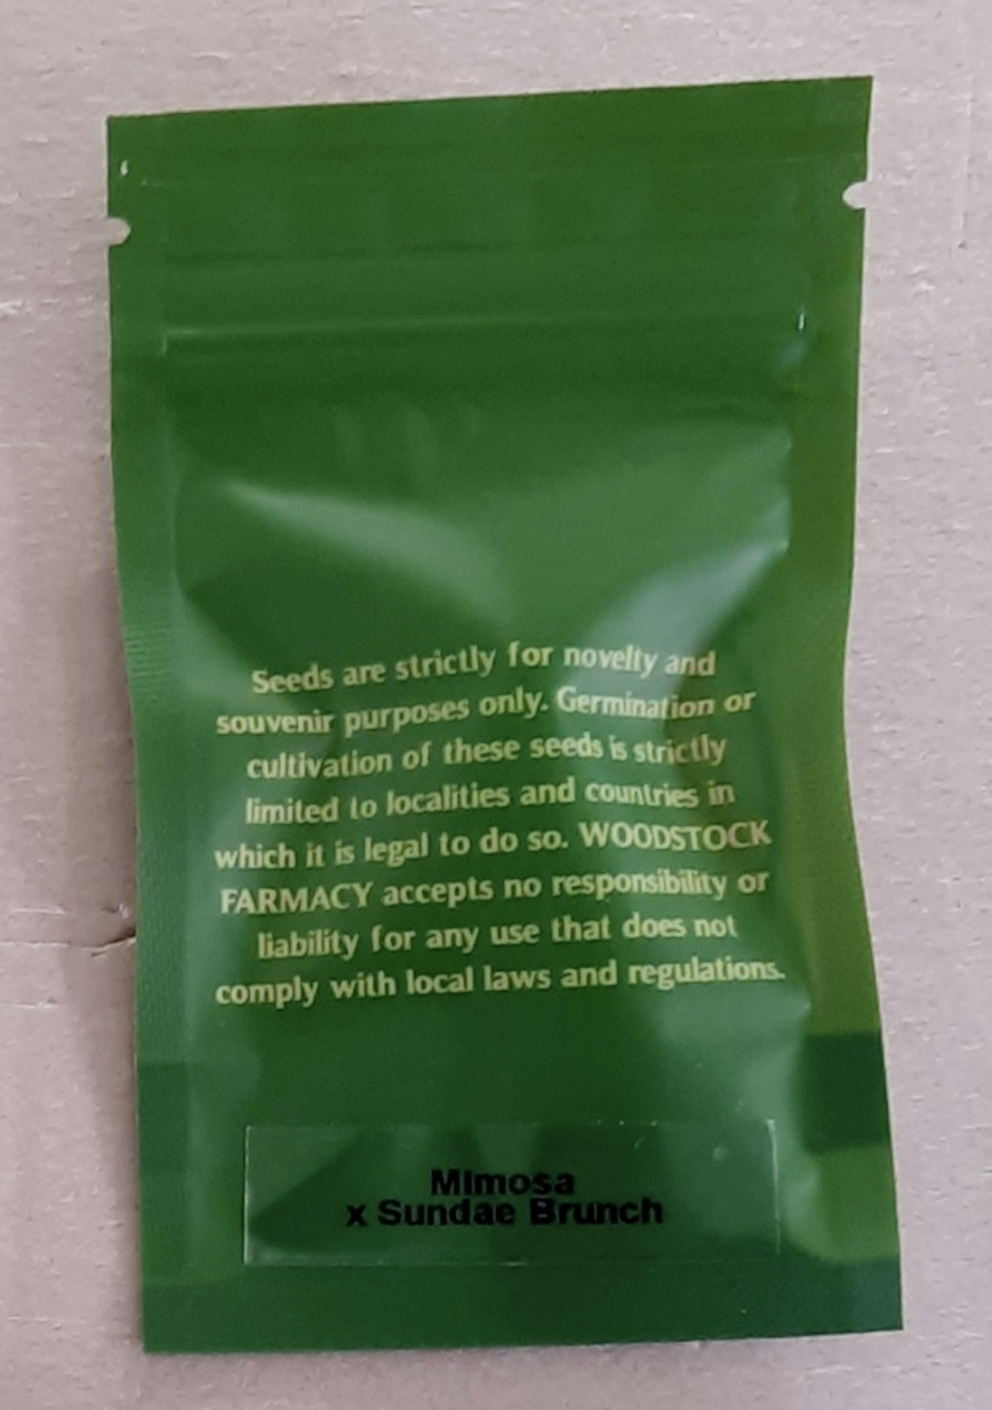 Seeds are strictly for novelty and
souvenir purposes only. Germination or
cultivation of these seeds is strictly
limited to localities and countries in
which it is legal to do so. WOODSTOCK
FARMACY accepts no responsibility or
liability for any use that does not
comply with local laws and regulations.
Mimosa
x Sundae Brunch